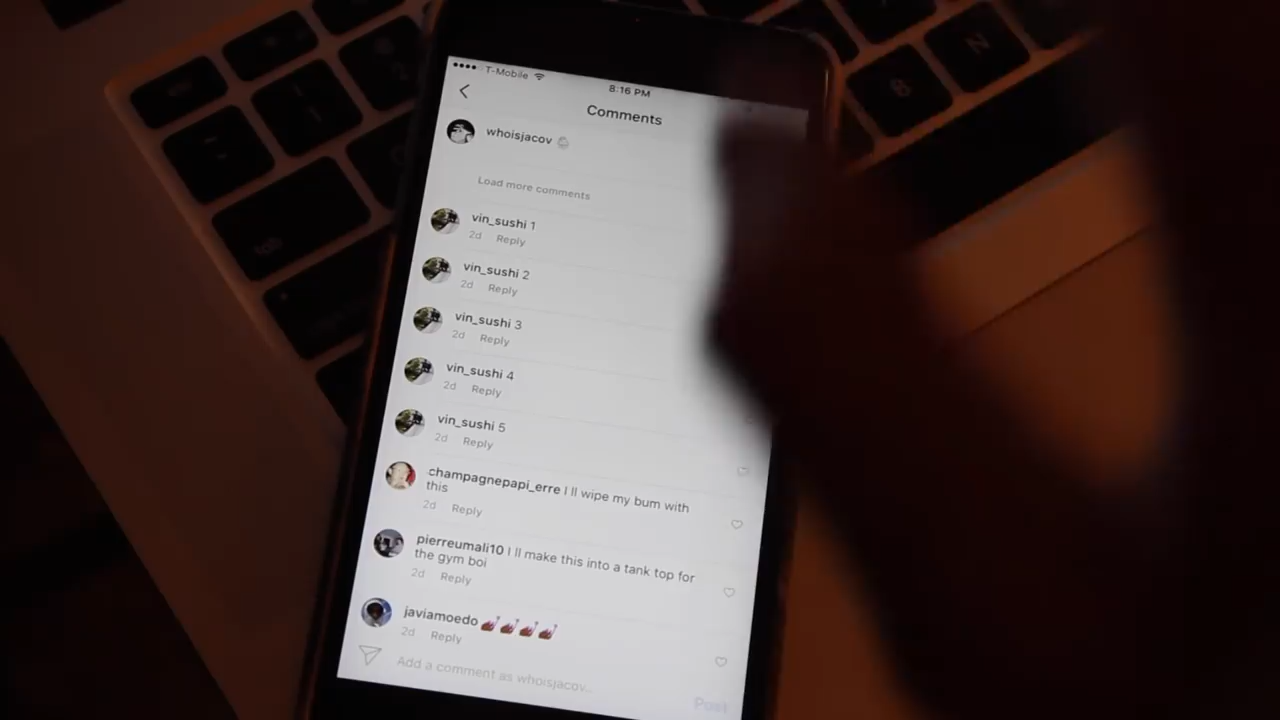 T-Mobile
8:16 PM
Comments
whoisjacov
Load more comments
vin_sushi 1
2d Reply
vin_sushi 2
2d Reply
vin_sushi 3
2d Reply
vin_sushi 4
2d Reply
vin_sushi 5
2d Reply
champagnepapi_erre I ll wipe my bum with
this
2d Reply
pierreumali10 I ll make this into a tank top for
the gym boi
2d Reply
javiamoedo 💅🏾💅🏾💅🏾💅🏾
2d Reply
Add a comment as whoisjacov...
Post
N
B